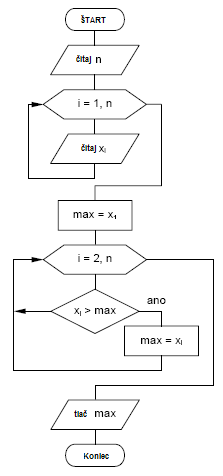 ŠTART
čítaj n
i = 1, n
čítaj xᵢ
max = x₁
i = 2, n
xᵢ > max
ano
max = xᵢ
tlač max
Koniec